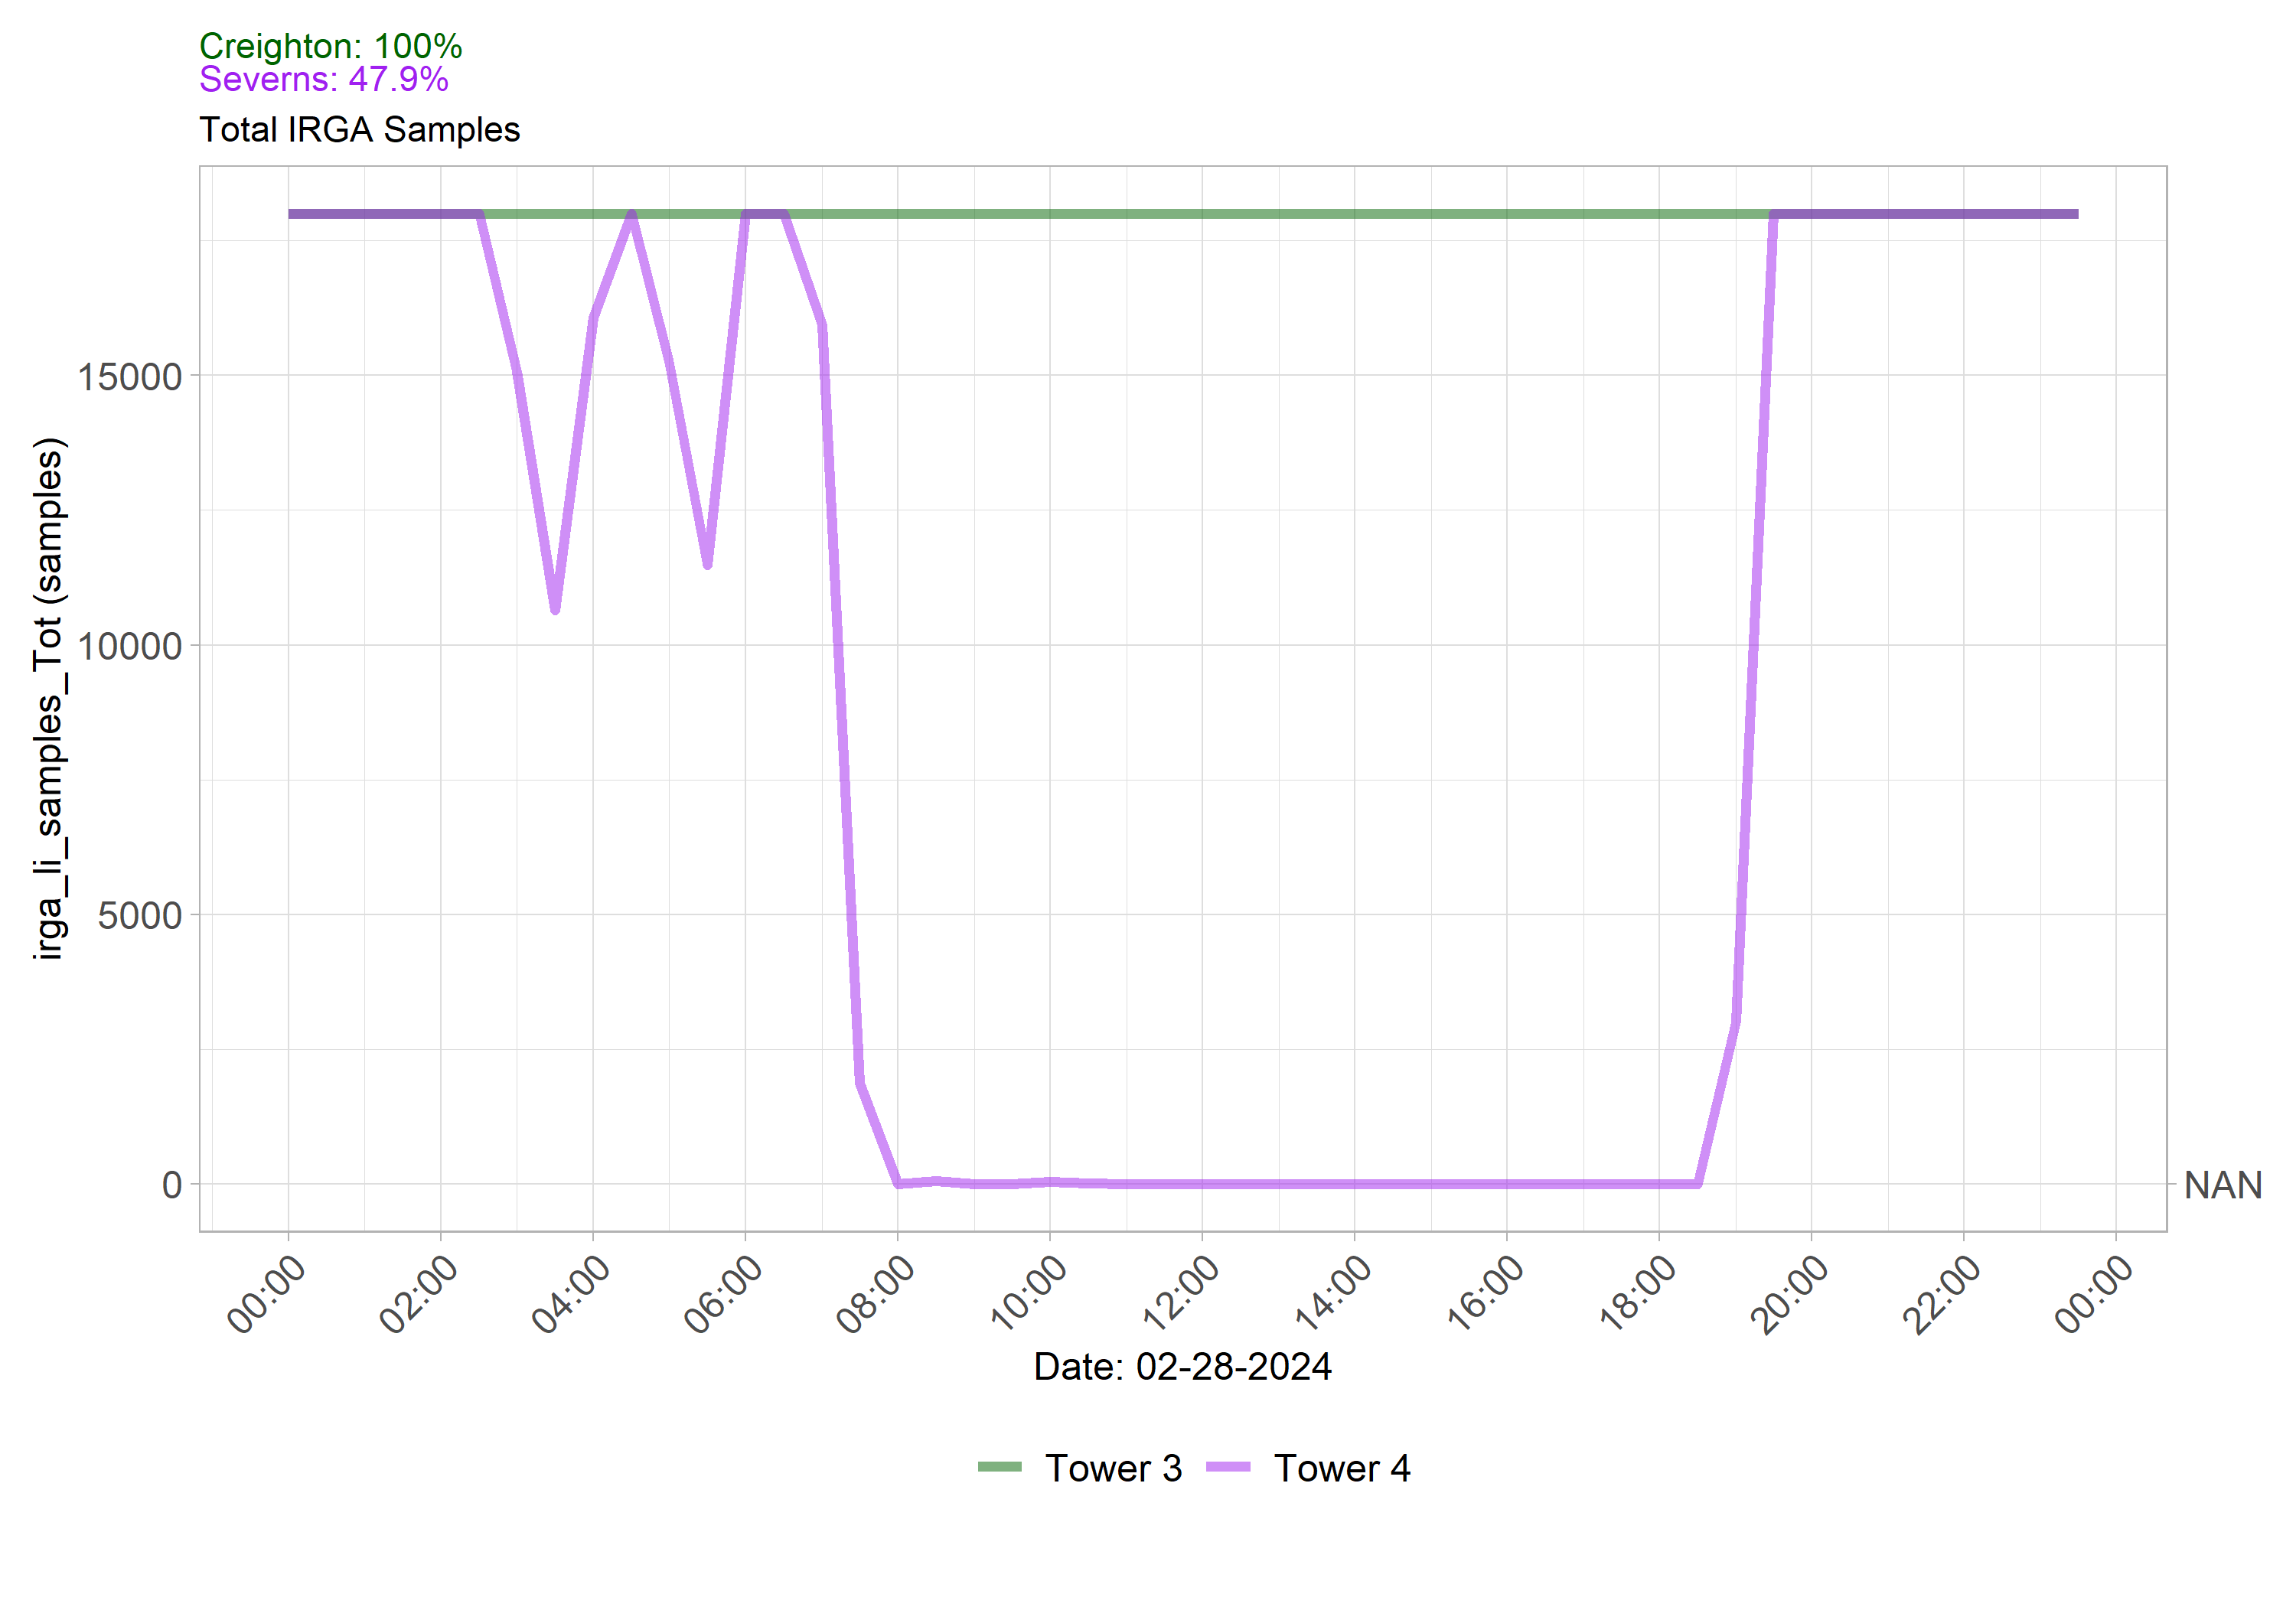 Creighton: 100%
Severns: 47.9%
Total IRGA Samples
irga_li_samples_Tot (samples)
15000
10000
5000
0
NAN
00:00
02:00
04:00
06:00
08:00
10:00
12:00
14:00
16:00
18:00
20:00
22:00
00:00
Date: 02-28-2024
Tower 3
Tower 4